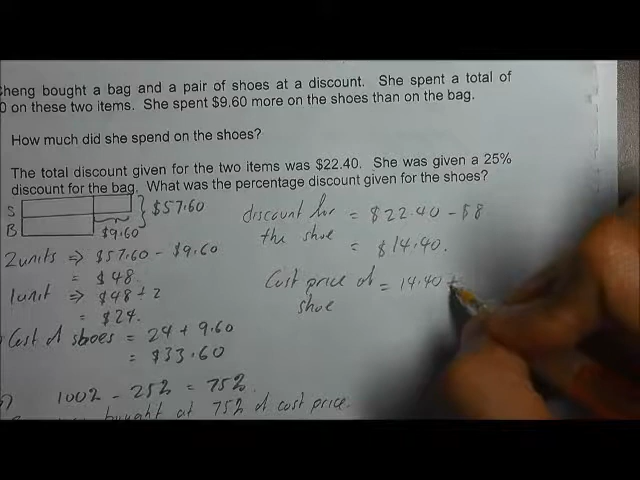 Cheng bought a bag and a pair of shoes at a discount. She spent a total of
0 on these two items. She spent $9.60 more on the shoes than on the bag.
How much did she spend on the shoes?
The total discount given for the two items was $22.40. She was given a 25%
discount for the bag. What was the percentage discount given for the shoes?
S
B
$57.60
$9.60
2units ⇒ $57.60 - $9.60
= $48.
1unit ⇒ $48 ÷ 2
= $24.
Cost of shoes = 24 + 9.60
= $33.60
100% - 25% = 75%.
bought at 75% of cost price.
discount for the shoe = $22.40 - $8
= $14.40.
Cost price of shoe = 14.40 +